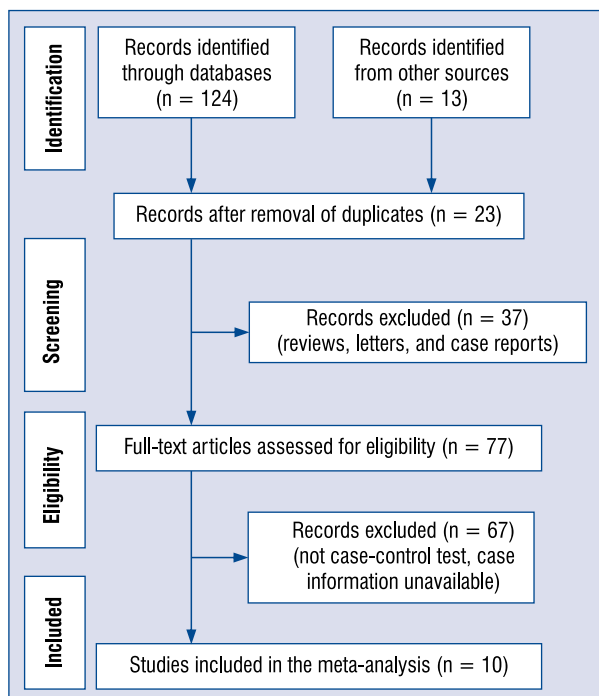 Identification
Records identified
through databases
(n = 124)
Records identified
from other sources
(n = 13)
Records after removal of duplicates (n = 23)
Screening
Records excluded (n = 37)
(reviews, letters, and case reports)
Eligibility
Full-text articles assessed for eligibility (n = 77)
Records excluded (n = 67)
(not case-control test, case
information unavailable)
Included
Studies included in the meta-analysis (n = 10)